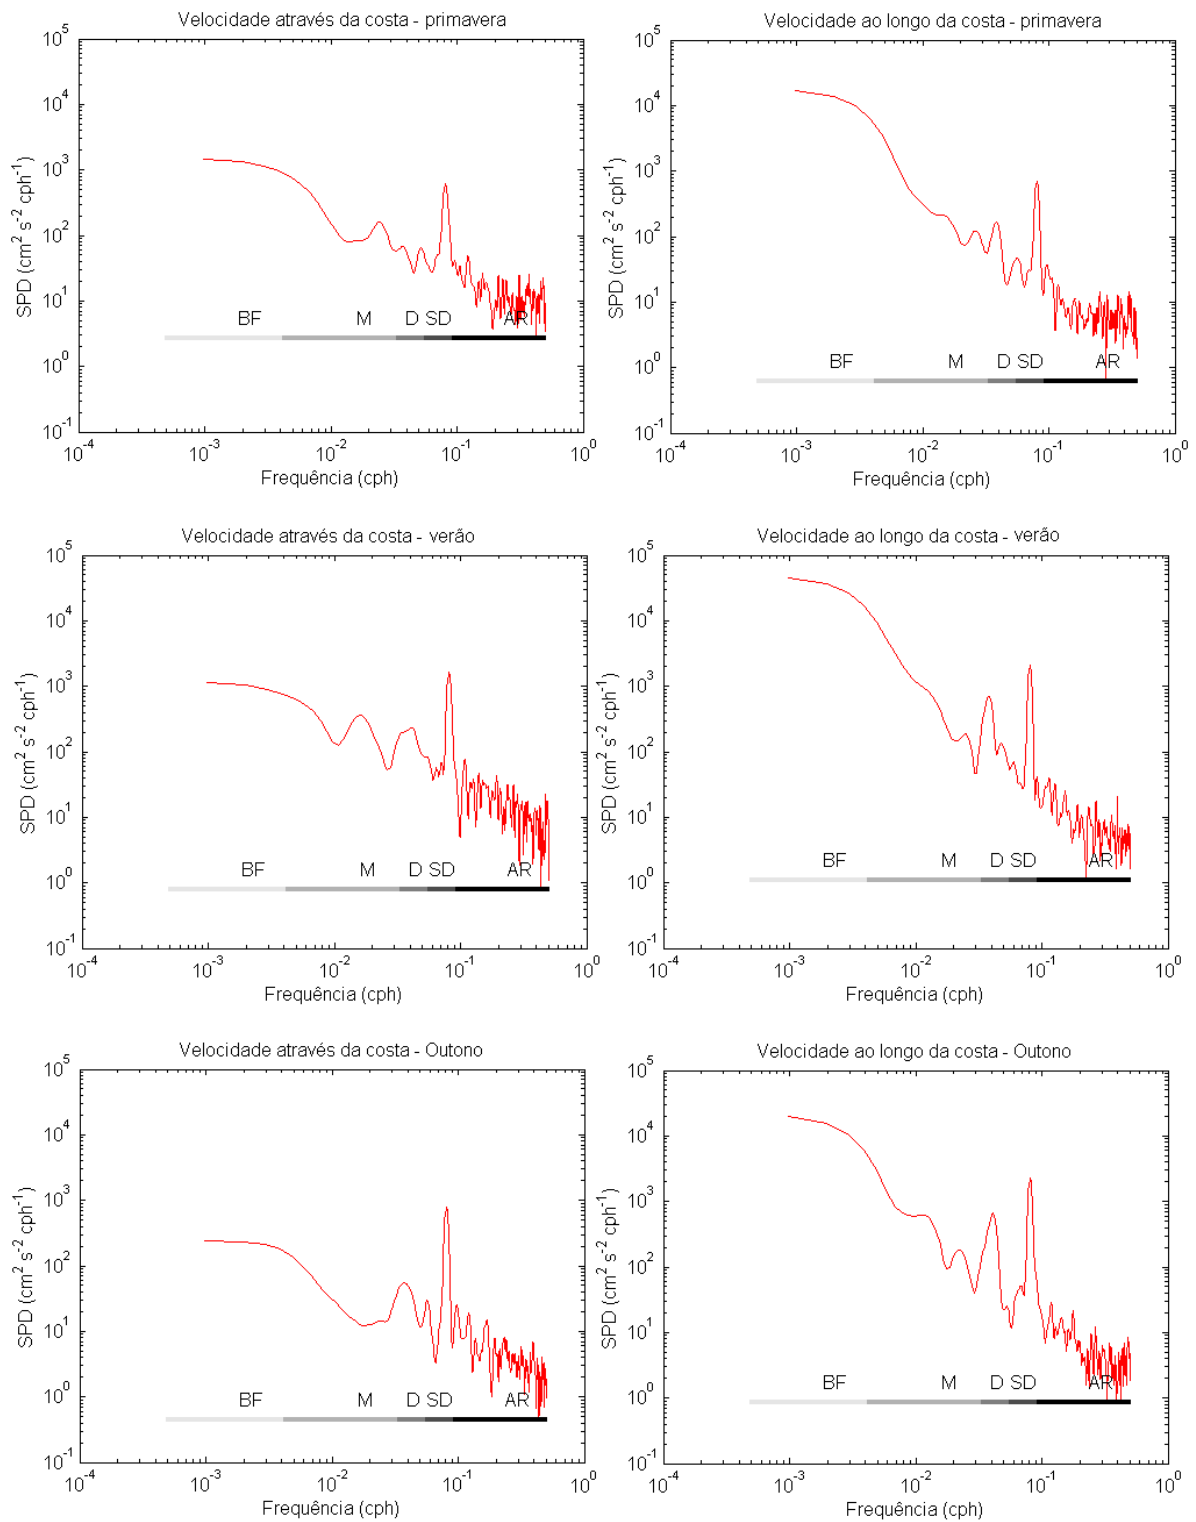 Velocidade através da costa - primavera
10^5
10^4
10^3
10^2
10^1
10^0
10^-1
SPD (cm^2 s^-2 cph^-1)
BF M D SD AR
10^-4 10^-3 10^-2 10^-1 10^0
Frequência (cph)
Velocidade ao longo da costa - primavera
10^5
10^4
10^3
10^2
10^1
10^0
10^-1
SPD (cm^2 s^-2 cph^-1)
BF M D SD AR
10^-4 10^-3 10^-2 10^-1 10^0
Frequência (cph)
Velocidade através da costa - verão
10^5
10^4
10^3
10^2
10^1
10^0
10^-1
SPD (cm^2 s^-2 cph^-1)
BF M D SD AR
10^-4 10^-3 10^-2 10^-1 10^0
Frequência (cph)
Velocidade ao longo da costa - verão
10^5
10^4
10^3
10^2
10^1
10^0
10^-1
SPD (cm^2 s^-2 cph^-1)
BF M D SD AR
10^-4 10^-3 10^-2 10^-1 10^0
Frequência (cph)
Velocidade através da costa - Outono
10^5
10^4
10^3
10^2
10^1
10^0
10^-1
SPD (cm^2 s^-2 cph^-1)
BF M D SD AR
10^-4 10^-3 10^-2 10^-1 10^0
Frequência (cph)
Velocidade ao longo da costa - Outono
10^5
10^4
10^3
10^2
10^1
10^0
10^-1
SPD (cm^2 s^-2 cph^-1)
BF M D SD AR
10^-4 10^-3 10^-2 10^-1 10^0
Frequência (cph)